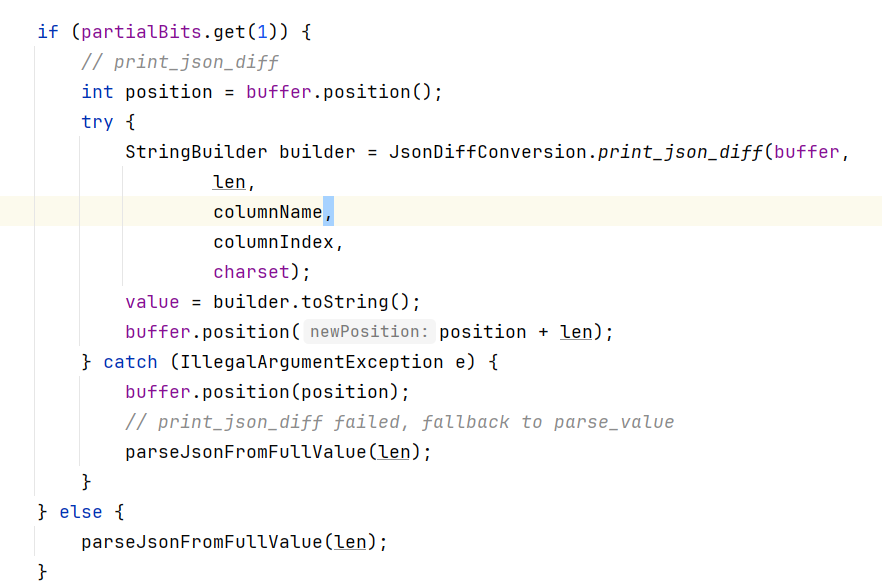 if (partialBits.get(1)) {
// print_json_diff
int position = buffer.position();
try {
StringBuilder builder = JsonDiffConversion.print_json_diff(buffer,
len,
columnName,
columnIndex,
charset);
value = builder.toString();
buffer.position( newPosition: position + len);
} catch (IllegalArgumentException e) {
buffer.position(position);
// print_json_diff failed, fallback to parse_value
parseJsonFromFullValue(len);
}
} else {
parseJsonFromFullValue(len);
}